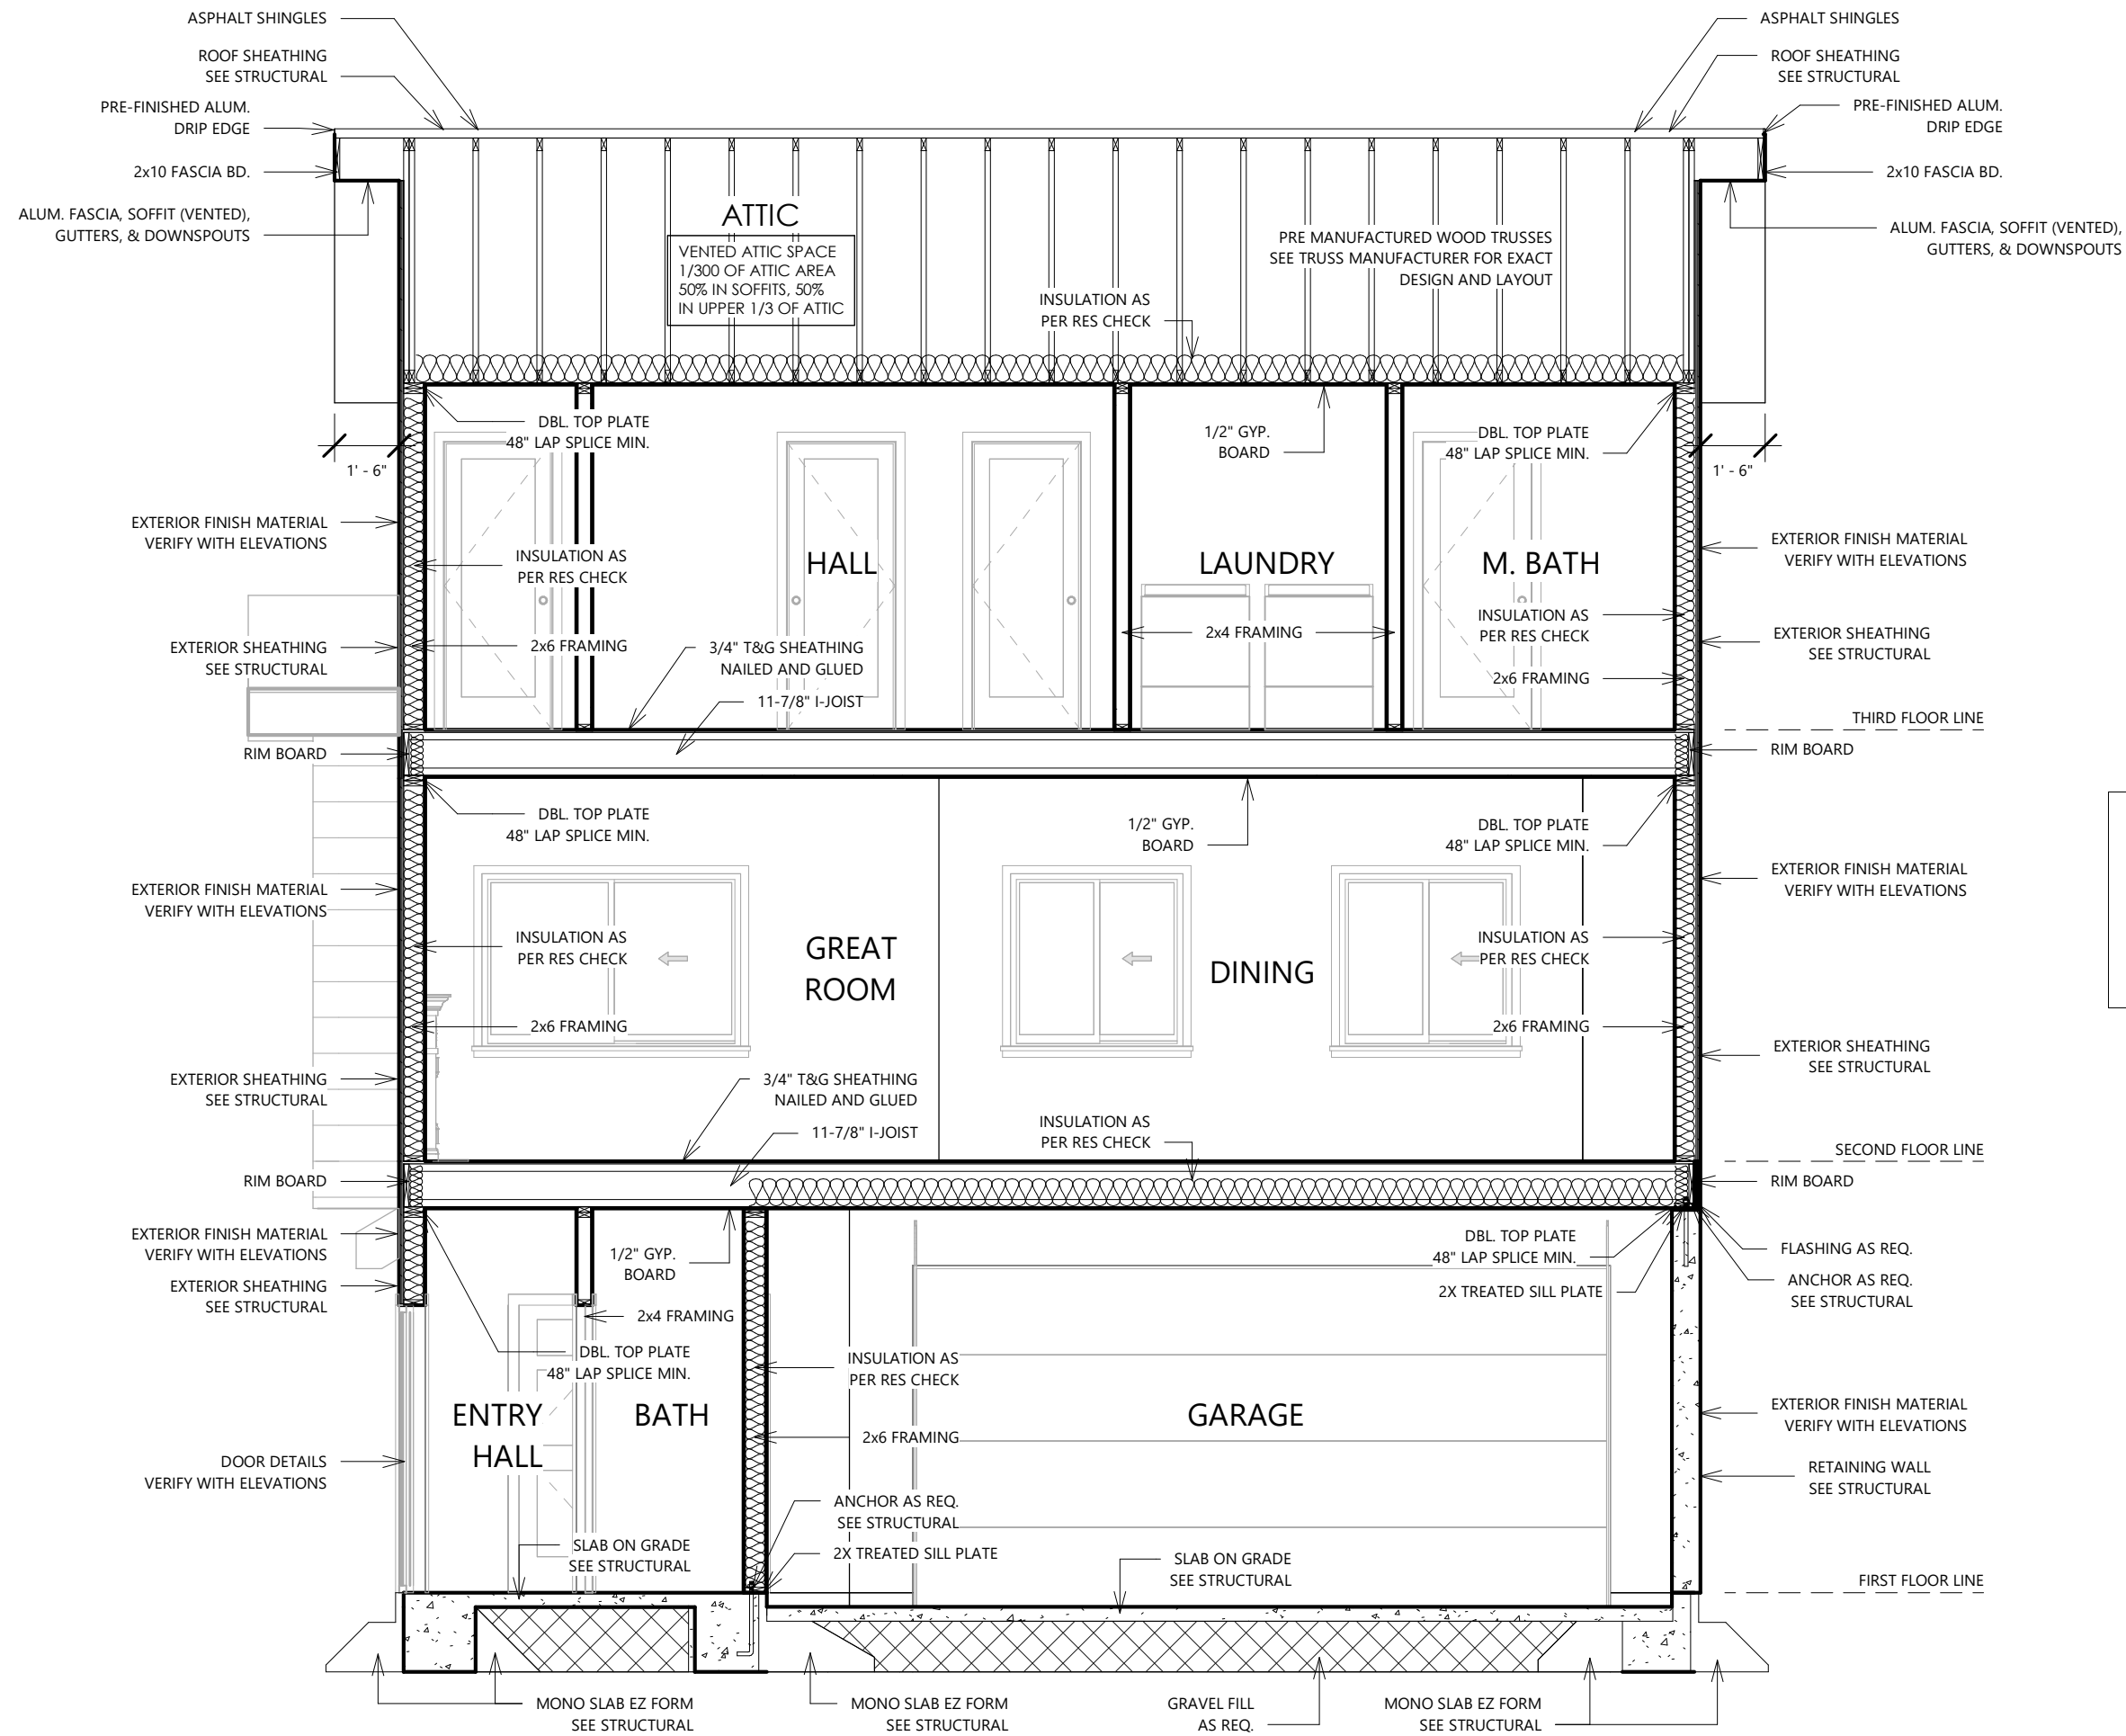 ASPHALT SHINGLES
ASPHALT SHINGLES
ROOF SHEATHING
SEE STRUCTURAL
ROOF SHEATHING
SEE STRUCTURAL
PRE-FINISHED ALUM.
DRIP EDGE
PRE-FINISHED ALUM.
DRIP EDGE
2x10 FASCIA BD.
2x10 FASCIA BD.
ALUM. FASCIA, SOFFIT (VENTED),
GUTTERS, & DOWNSPOUTS
ATTIC
VENTED ATTIC SPACE
1/300 OF ATTIC AREA
50% IN SOFFITS, 50%
IN UPPER 1/3 OF ATTIC
PRE MANUFACTURED WOOD TRUSSES
SEE TRUSS MANUFACTURER FOR EXACT
DESIGN AND LAYOUT
ALUM. FASCIA, SOFFIT (VENTED),
GUTTERS, & DOWNSPOUTS
INSULATION AS
PER RES CHECK
DBL. TOP PLATE
48" LAP SPLICE MIN.
1/2" GYP.
BOARD
DBL. TOP PLATE
48" LAP SPLICE MIN.
1' - 6"
1' - 6"
EXTERIOR FINISH MATERIAL
VERIFY WITH ELEVATIONS
INSULATION AS
PER RES CHECK
HALL
LAUNDRY
M. BATH
EXTERIOR FINISH MATERIAL
VERIFY WITH ELEVATIONS
INSULATION AS
PER RES CHECK
EXTERIOR SHEATHING
SEE STRUCTURAL
2x6 FRAMING
3/4" T&G SHEATHING
NAILED AND GLUED
2x4 FRAMING
EXTERIOR SHEATHING
SEE STRUCTURAL
2x6 FRAMING
11-7/8" I-JOIST
THIRD FLOOR LINE
RIM BOARD
RIM BOARD
DBL. TOP PLATE
48" LAP SPLICE MIN.
1/2" GYP.
BOARD
DBL. TOP PLATE
48" LAP SPLICE MIN.
EXTERIOR FINISH MATERIAL
VERIFY WITH ELEVATIONS
EXTERIOR FINISH MATERIAL
VERIFY WITH ELEVATIONS
INSULATION AS
PER RES CHECK
GREAT
ROOM
DINING
INSULATION AS
PER RES CHECK
2x6 FRAMING
2x6 FRAMING
EXTERIOR SHEATHING
SEE STRUCTURAL
EXTERIOR SHEATHING
SEE STRUCTURAL
3/4" T&G SHEATHING
NAILED AND GLUED
11-7/8" I-JOIST
INSULATION AS
PER RES CHECK
SECOND FLOOR LINE
RIM BOARD
RIM BOARD
EXTERIOR FINISH MATERIAL
VERIFY WITH ELEVATIONS
1/2" GYP.
BOARD
DBL. TOP PLATE
48" LAP SPLICE MIN.
FLASHING AS REQ.
EXTERIOR SHEATHING
SEE STRUCTURAL
2X TREATED SILL PLATE
ANCHOR AS REQ.
SEE STRUCTURAL
2x4 FRAMING
DBL. TOP PLATE
48" LAP SPLICE MIN.
INSULATION AS
PER RES CHECK
ENTRY
HALL
BATH
GARAGE
EXTERIOR FINISH MATERIAL
VERIFY WITH ELEVATIONS
2x6 FRAMING
DOOR DETAILS
VERIFY WITH ELEVATIONS
RETAINING WALL
SEE STRUCTURAL
ANCHOR AS REQ.
SEE STRUCTURAL
SLAB ON GRADE
SEE STRUCTURAL
2X TREATED SILL PLATE
SLAB ON GRADE
SEE STRUCTURAL
FIRST FLOOR LINE
MONO SLAB EZ FORM
SEE STRUCTURAL
MONO SLAB EZ FORM
SEE STRUCTURAL
GRAVEL FILL
AS REQ.
MONO SLAB EZ FORM
SEE STRUCTURAL